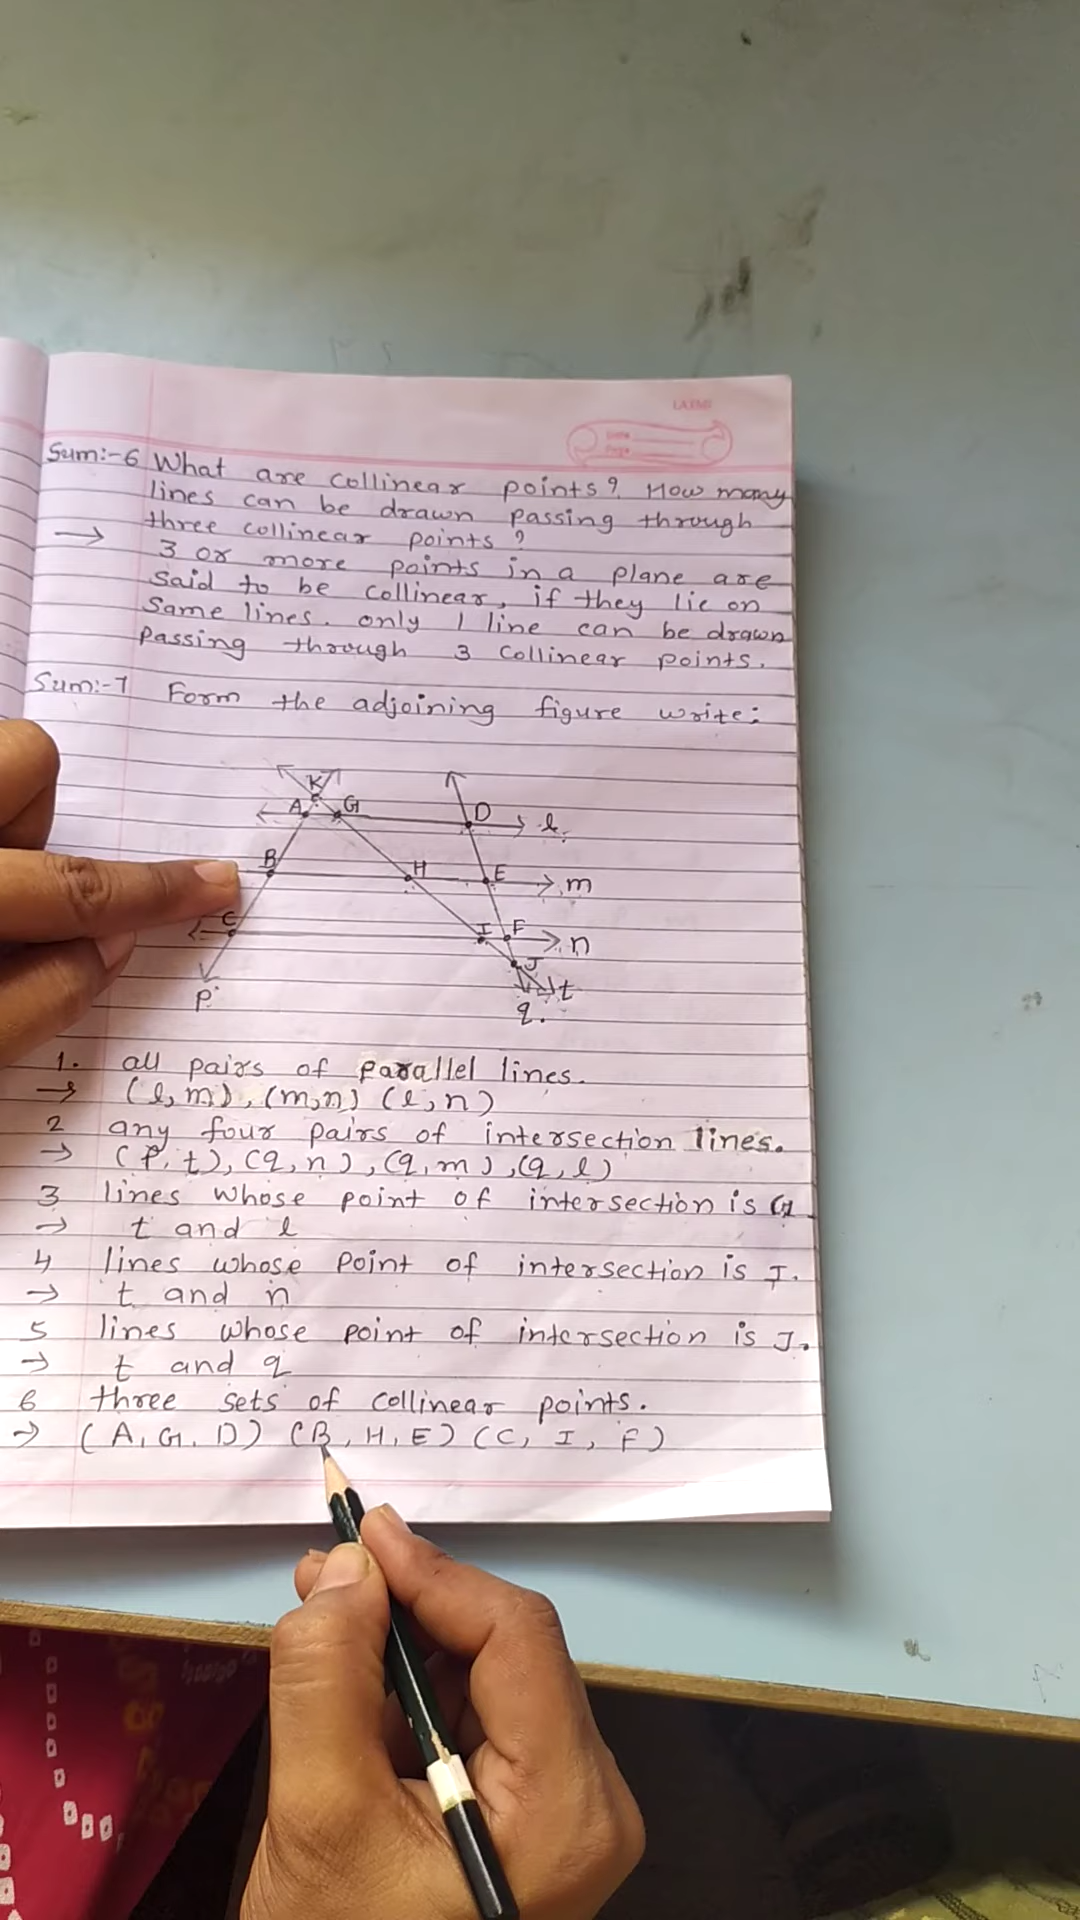 LAXMI
Date
Page
Sum:-6 What are collinear points? How many
lines can be drawn passing through
three collinear points?
→ 3 or more points in a plane are
said to be collinear, if they lie on
same lines. only 1 line can be drawn
passing through 3 collinear points.
Sum:-7 Form the adjoining figure write:
K
A G D l.
B H E m
C I F n
J
P t
q.
1. all pairs of parallel lines.
→ (l,m), (m,n) (l,n)
2 any four pairs of intersection lines.
→ (P, t), (q, n), (q, m), (q, l)
3 lines whose point of intersection is G.
→ t and l
4 lines whose point of intersection is I.
→ t and n
5 lines whose point of intersection is J.
→ t and q
6 three sets of collinear points.
→ (A, G, D) (B, H, E) (C, I, F)